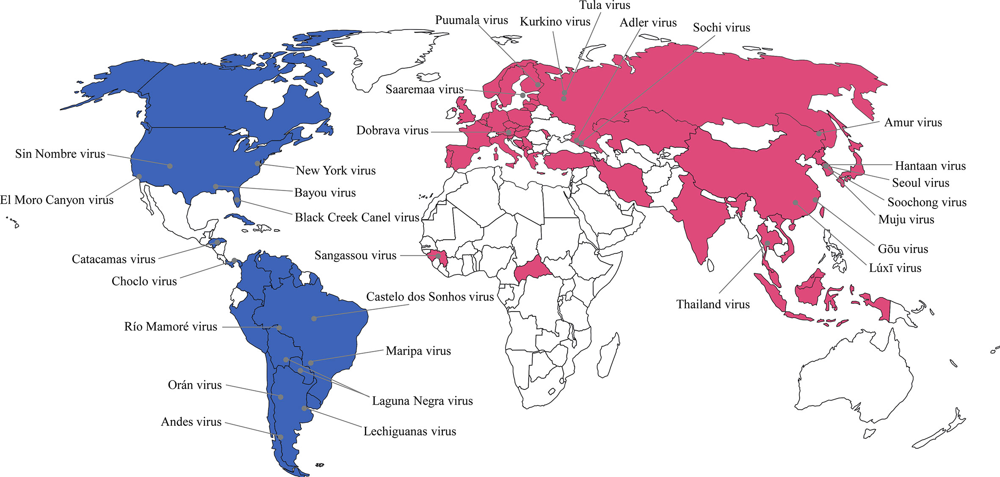 Tula virus
Puumala virus
Kurkino virus
Adler virus
Sochi virus
Saaremaa virus
Dobrava virus
Amur virus
Sin Nombre virus
New York virus
Hantaan virus
Seoul virus
Bayou virus
El Moro Canyon virus
Soochong virus
Black Creek Canel virus
Muju virus
Gōu virus
Catacamas virus
Sangassou virus
Lúxī virus
Choclo virus
Castelo dos Sonhos virus
Thailand virus
Río Mamoré virus
Maripa virus
Orán virus
Laguna Negra virus
Andes virus
Lechiguanas virus